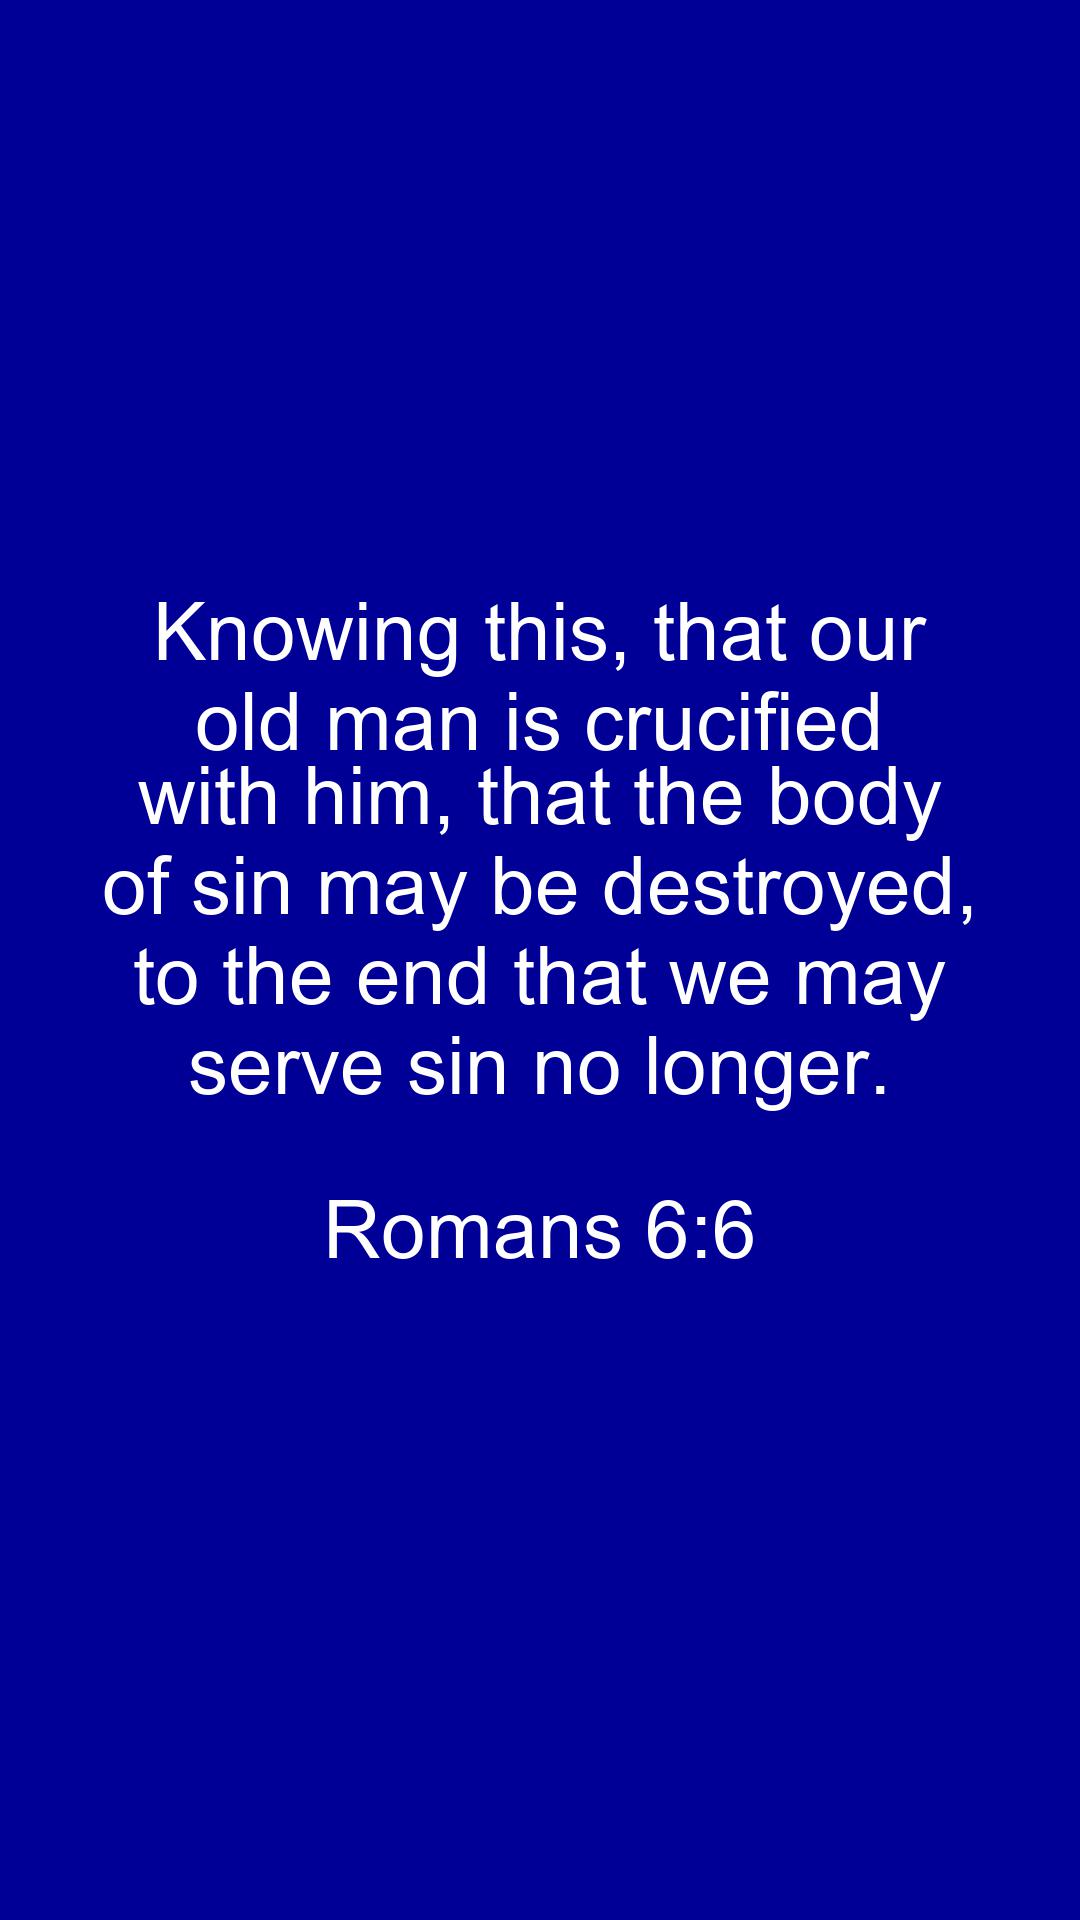 Knowing this, that our
old man is crucified
with him, that the body
of sin may be destroyed,
to the end that we may
serve sin no longer.
Romans 6:6